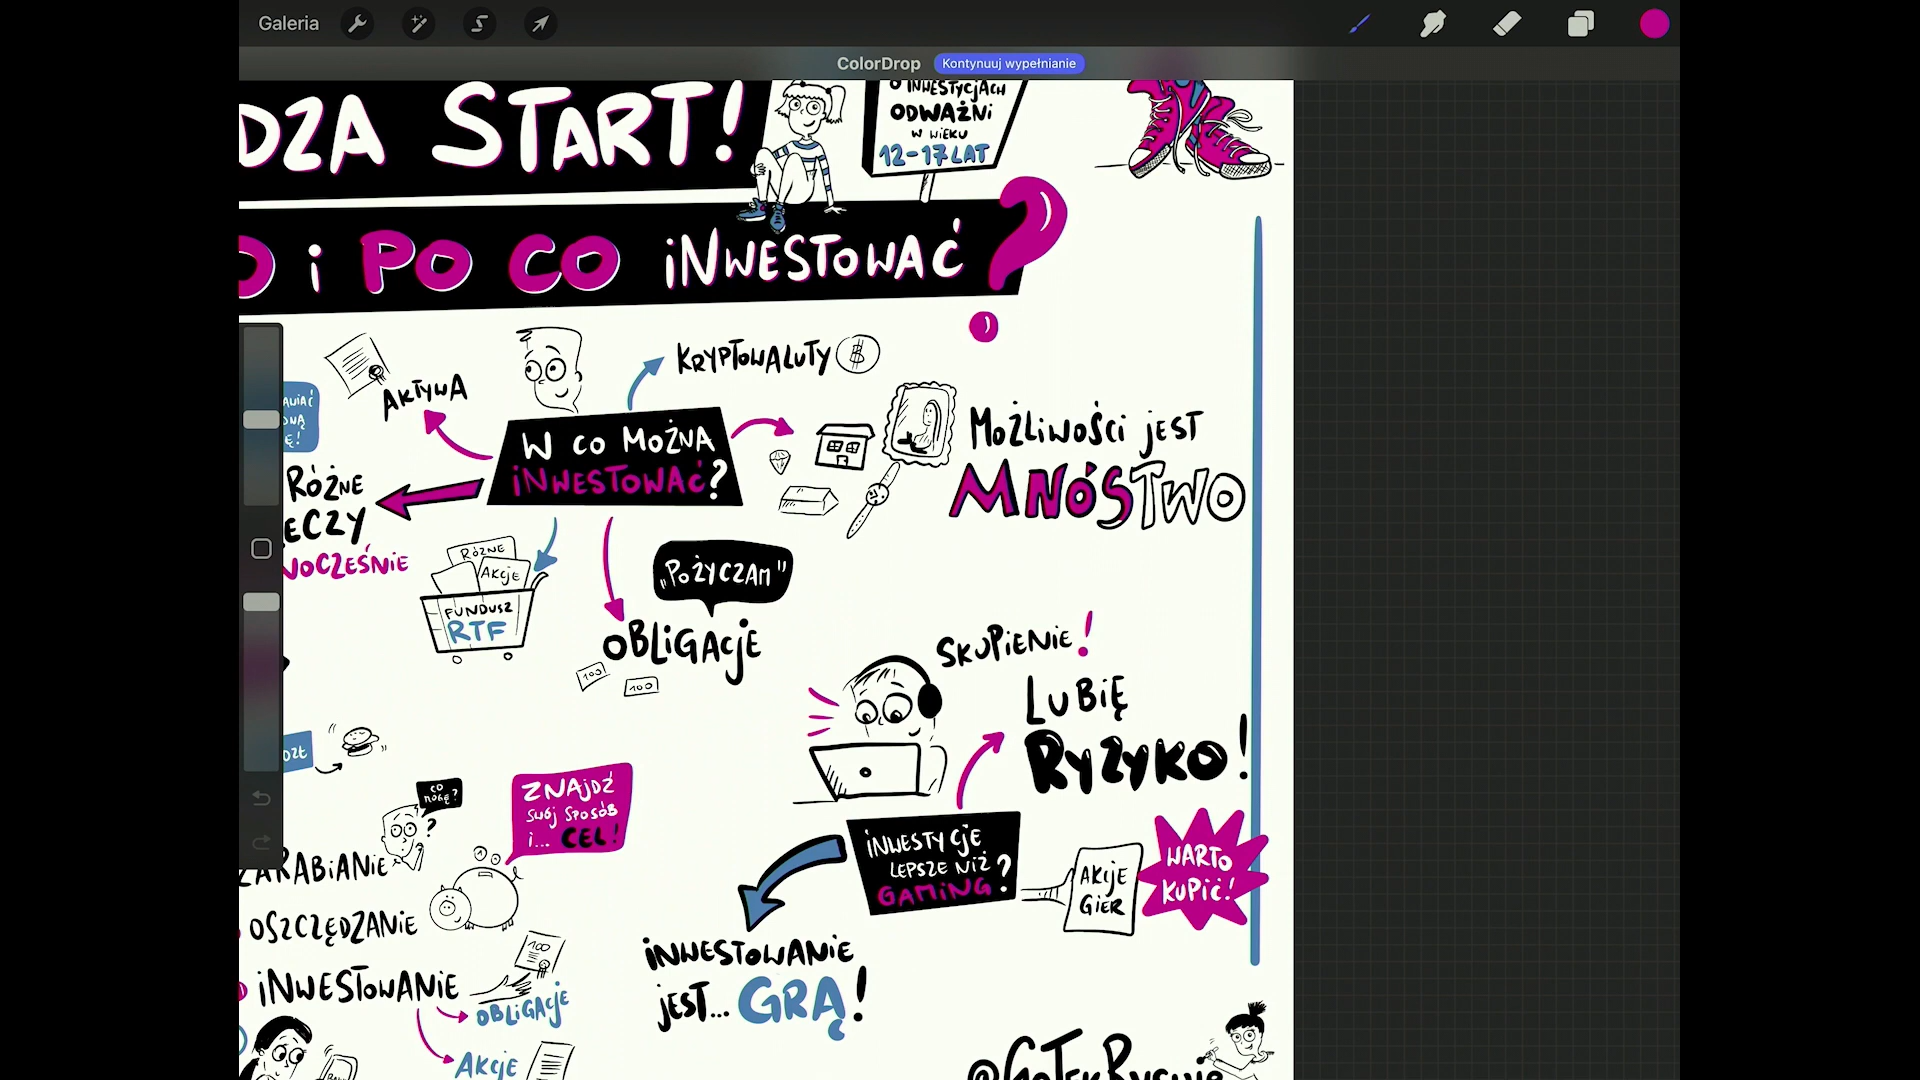 Galeria
ColorDrop Kontynuuj wypełnianie
DZA START!
O INWESTYCJACH
ODWAŻNI
W WIEKU
12-17 LAT
O i PO CO iNWESTOWAĆ?
AKTYWA
KRYPTOWALUTY
W CO MOŻNA
iNWESTOWAĆ?
MOŻLiWOŚCi jEST
MNÓSTWO
RÓŻNE
ECZY
NOCZEŚNiE
RÓŻNE
AKCjE
FUNDUSZ
RTF
„POŻYCZAM"
OBLiGACjE
100
100
SKUPiENiE!
LUBiĘ
RYZYKO!
CO
MOGĘ?
?
ZNAjDŹ
SWÓj SPOSÓB
i... CEL!
ZARABiANiE
OSZCZĘDZANiE
iNWESTOWANiE
100
OBLiGACjE
AKCjE
iNWESTYCjE
LEPSZE NiŻ
GAMiNG?
AKCjE
GiER
WARTO
KUPiĆ!
iNWESTOWANiE
jEST... GRĄ!